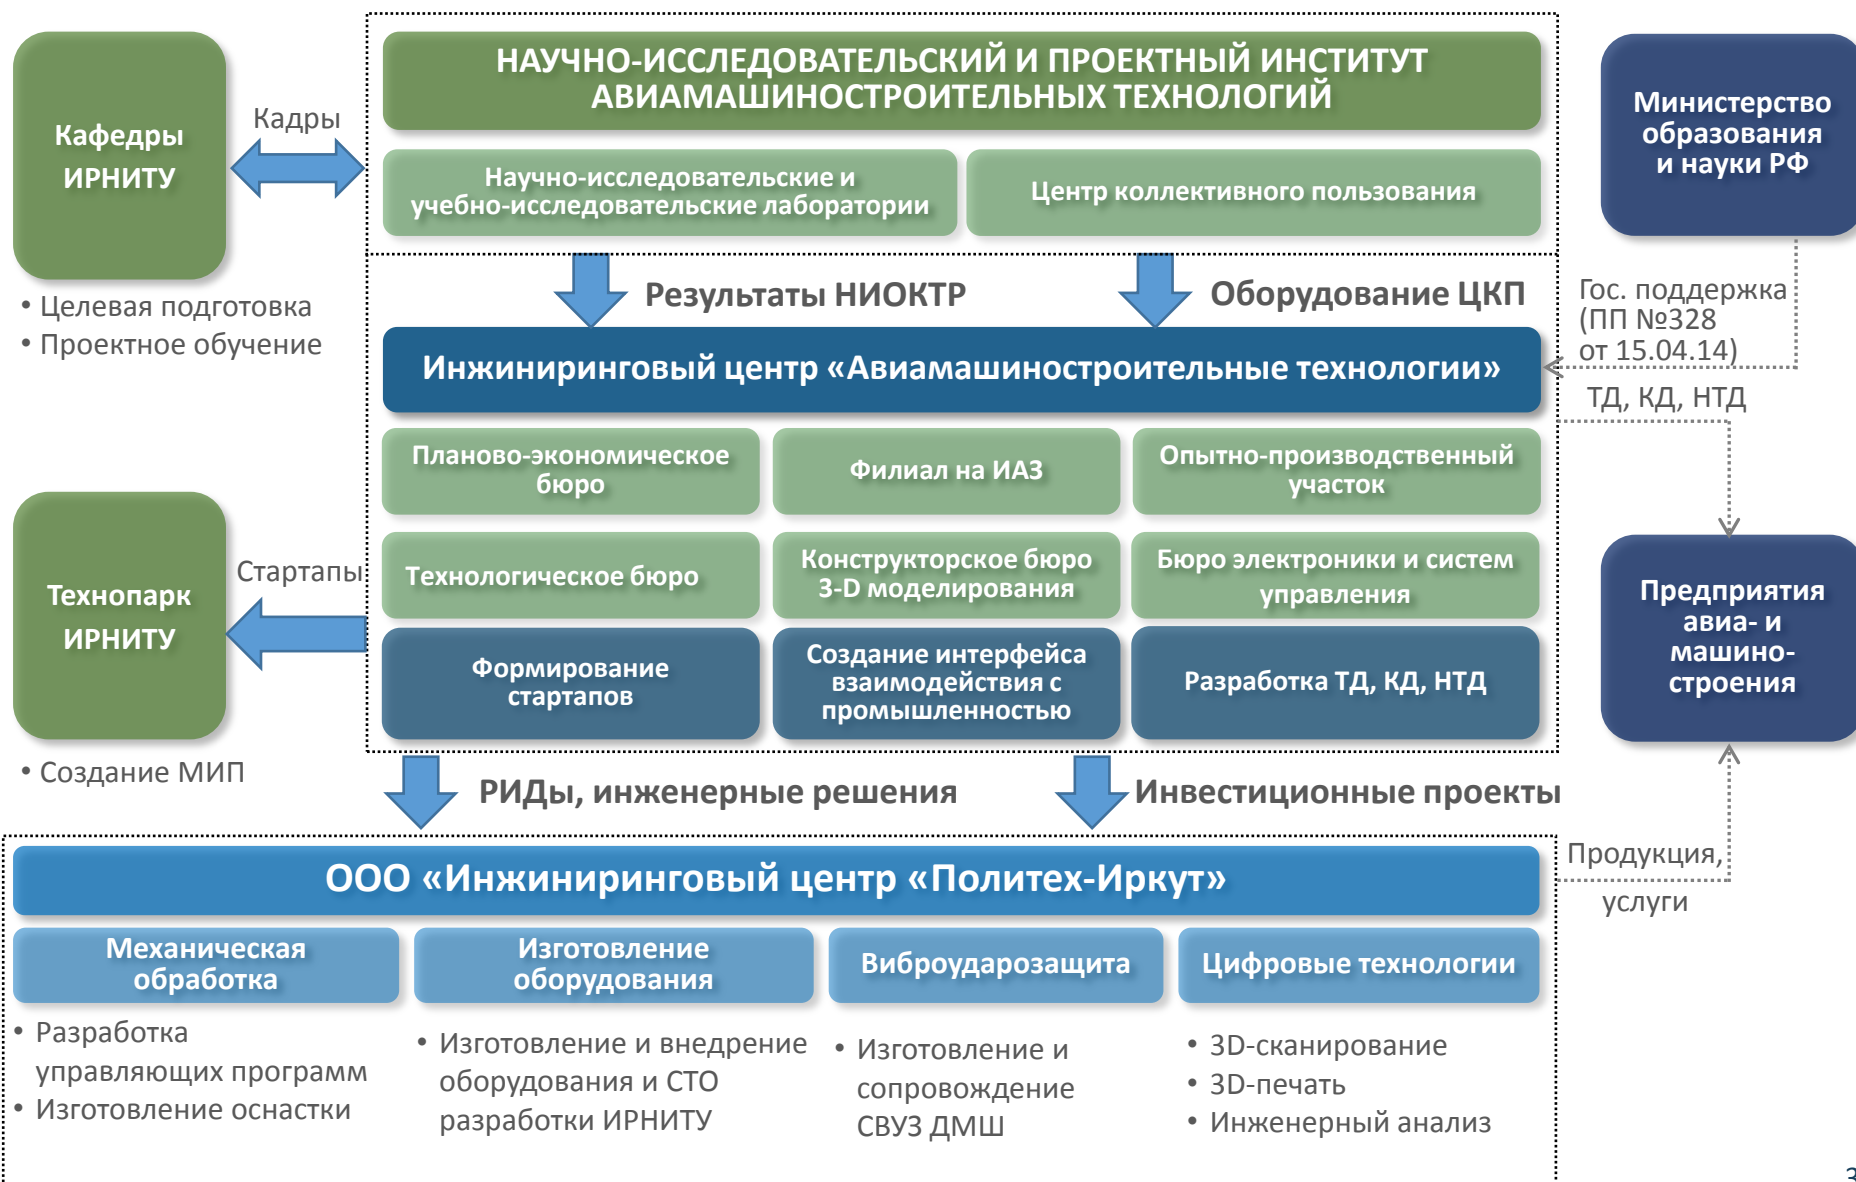 НАУЧНО-ИССЛЕДОВАТЕЛЬСКИЙ И ПРОЕКТНЫЙ ИНСТИТУТ
АВИАМАШИНОСТРОИТЕЛЬНЫХ ТЕХНОЛОГИЙ
Кафедры
ИРНИТУ
Кадры
Научно-исследовательские и
учебно-исследовательские лаборатории
Центр коллективного пользования
Министерство
образования
и науки РФ
• Целевая подготовка
• Проектное обучение
Результаты НИОКТР
Оборудование ЦКП
Гос. поддержка
(ПП №328
от 15.04.14)
Инжиниринговый центр «Авиамашиностроительные технологии»
ТД, КД, НТД
Планово-экономическое
бюро
Филиал на ИАЗ
Опытно-производственный
участок
Технологическое бюро
Конструкторское бюро
3-D моделирования
Бюро электроники и систем
управления
Технопарк
ИРНИТУ
Стартапы
Предприятия
авиа- и
машино-
строения
Формирование
стартапов
Создание интерфейса
взаимодействия с
промышленностью
Разработка ТД, КД, НТД
• Создание МИП
РИДы, инженерные решения
Инвестиционные проекты
ООО «Инжиниринговый центр «Политех-Иркут»
Продукция,
услуги
Механическая
обработка
Изготовление
оборудования
Виброударозащита
Цифровые технологии
• Разработка
управляющих программ
• Изготовление оснастки
• Изготовление и внедрение
оборудования и СТО
разработки ИРНИТУ
• Изготовление и
сопровождение
СВУЗ ДМШ
• 3D-сканирование
• 3D-печать
• Инженерный анализ
3